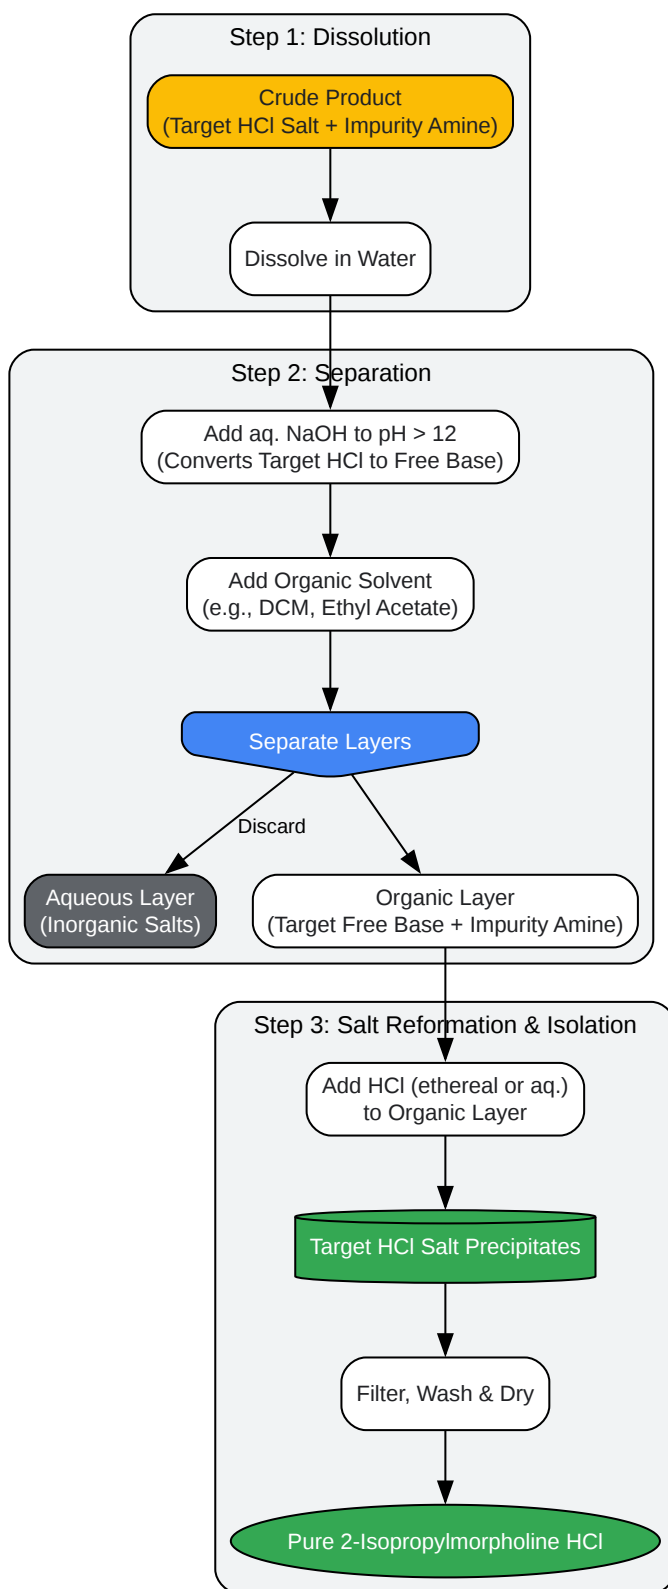 Step 1: Dissolution
Crude Product
(Target HCl Salt + Impurity Amine)
Dissolve in Water
Step 2: Separation
Add aq. NaOH to pH > 12
(Converts Target HCl to Free Base)
Add Organic Solvent
(e.g., DCM, Ethyl Acetate)
Separate Layers
Discard
Aqueous Layer
(Inorganic Salts)
Organic Layer
(Target Free Base + Impurity Amine)
Step 3: Salt Reformation & Isolation
Add HCl (ethereal or aq.)
to Organic Layer
Target HCl Salt Precipitates
Filter, Wash & Dry
Pure 2-Isopropylmorpholine HCl